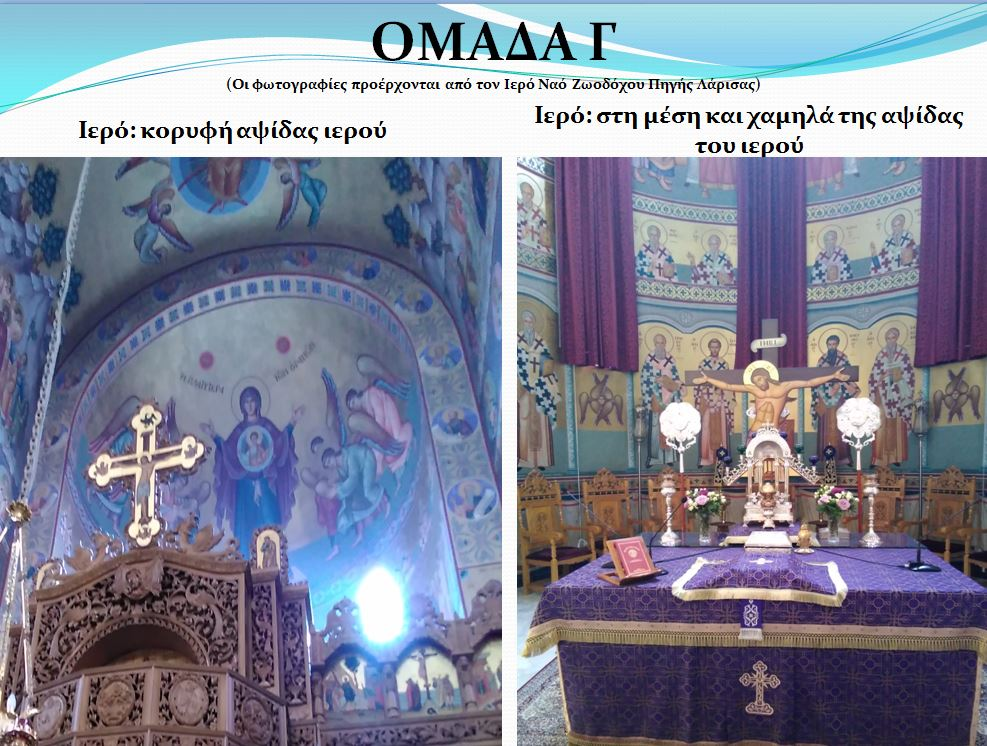 ΟΜΑΔΑ Γ
(Οι φωτογραφίες προέρχονται από τον Ιερό Ναό Ζωοδόχου Πηγής Λάρισας)
Ιερό: κορυφή αψίδας ιερού
Ιερό: στη μέση και χαμηλά της αψίδας
του ιερού